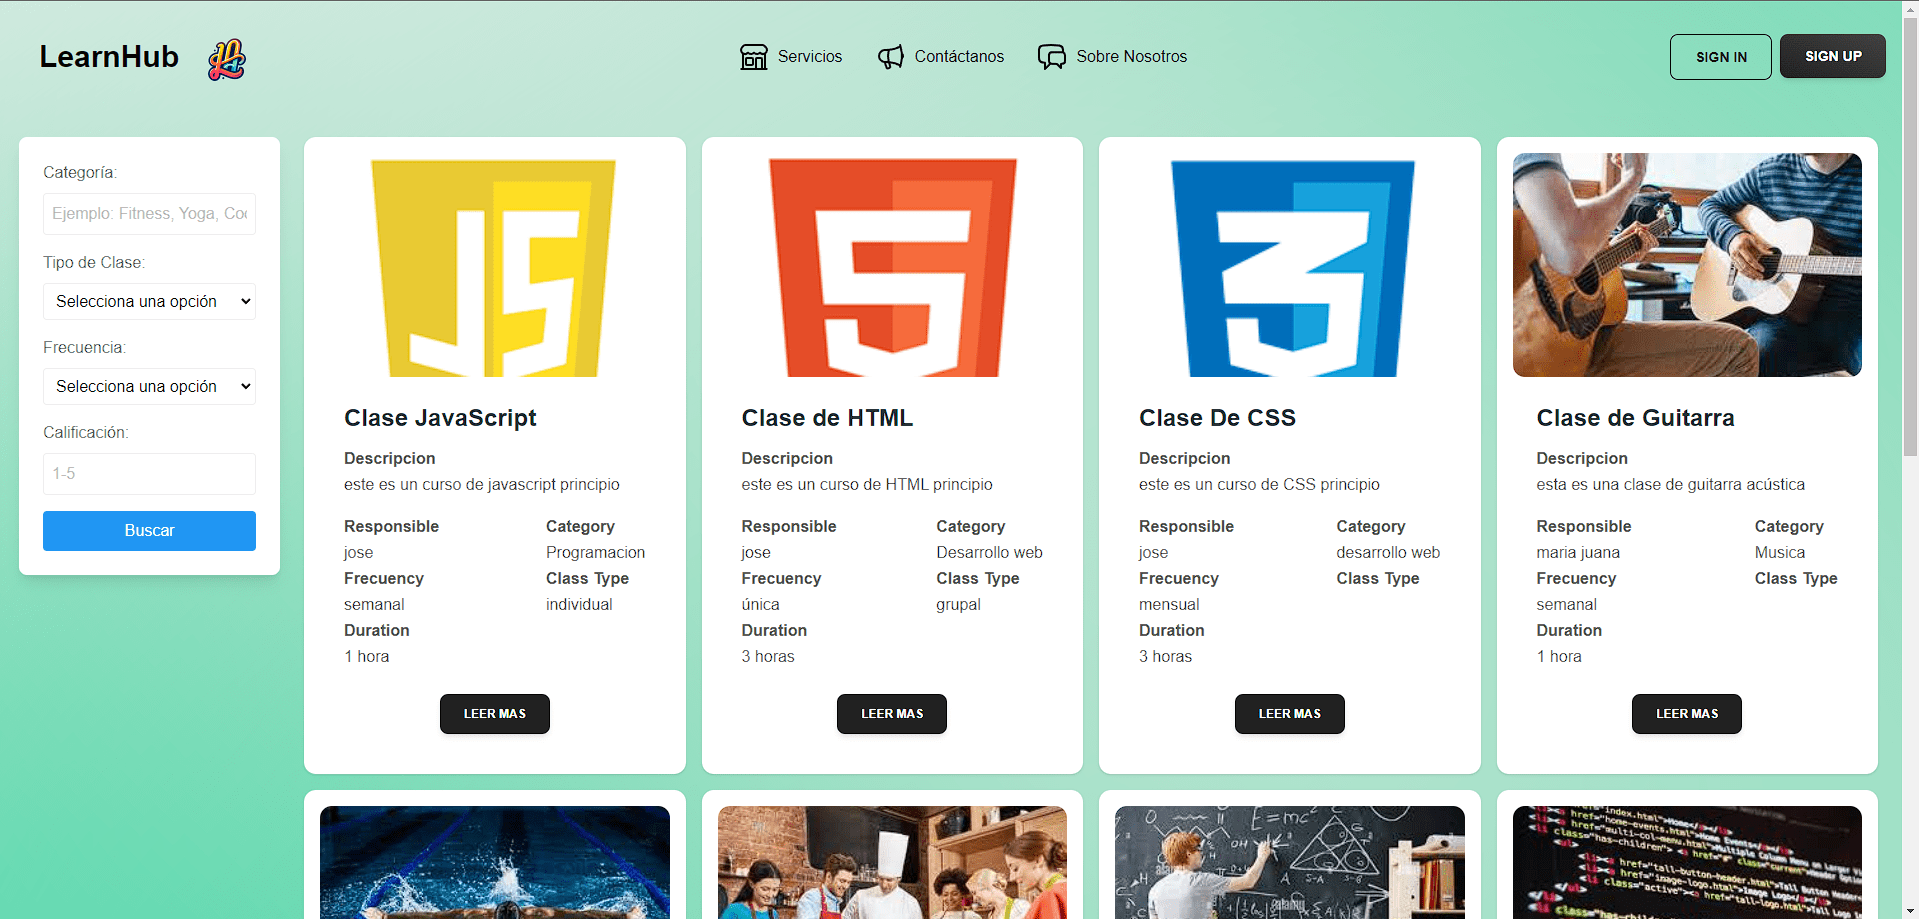 LearnHub
Servicios
Contáctanos
Sobre Nosotros
SIGN IN
SIGN UP
Categoría:
Ejemplo: Fitness, Yoga, Co
Tipo de Clase:
Selecciona una opción
Frecuencia:
Selecciona una opción
Calificación:
1-5
Buscar
JS
Clase JavaScript
Descripcion
este es un curso de javascript principio
Responsible
Category
jose
Programacion
Frecuency
Class Type
semanal
individual
Duration
1 hora
LEER MAS
5
Clase de HTML
Descripcion
este es un curso de HTML principio
Responsible
Category
jose
Desarrollo web
Frecuency
Class Type
única
grupal
Duration
3 horas
LEER MAS
3
Clase De CSS
Descripcion
este es un curso de CSS principio
Responsible
Category
jose
desarrollo web
Frecuency
Class Type
mensual
Duration
3 horas
LEER MAS
Clase de Guitarra
Descripcion
esta es una clase de guitarra acústica
Responsible
Category
maria juana
Musica
Frecuency
Class Type
semanal
Duration
1 hora
LEER MAS
E=mc²